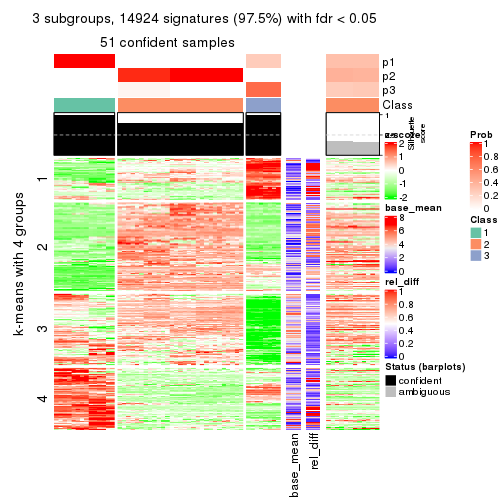 3 subgroups, 14924 signatures (97.5%) with fdr < 0.05
51 confident samples
p1
p2
p3
Class
1
Silhouette
score
k-means with 4 groups
1
2
3
4
base_mean
rel_diff
z-score
2
1
0
-1
-2
base_mean
8
6
4
2
0
rel_diff
1
0.8
0.6
0.4
0.2
0
Status (barplots)
confident
ambiguous
Prob
1
0.8
0.6
0.4
0.2
0
Class
1
2
3